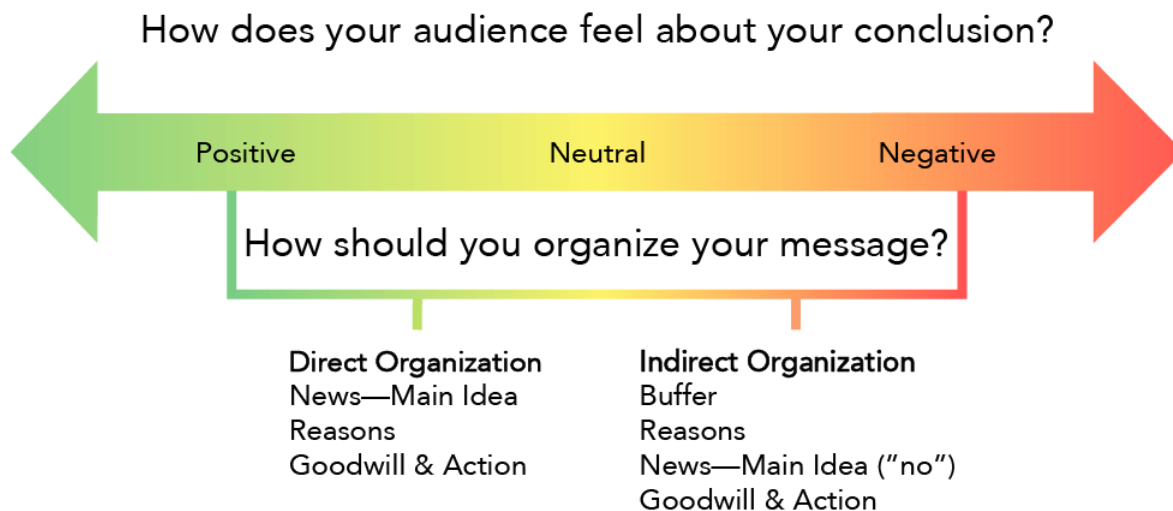 How does your audience feel about your conclusion?
Positive
Neutral
Negative
How should you organize your message?
Direct Organization
News—Main Idea
Reasons
Goodwill & Action
Indirect Organization
Buffer
Reasons
News—Main Idea (”no”)
Goodwill & Action